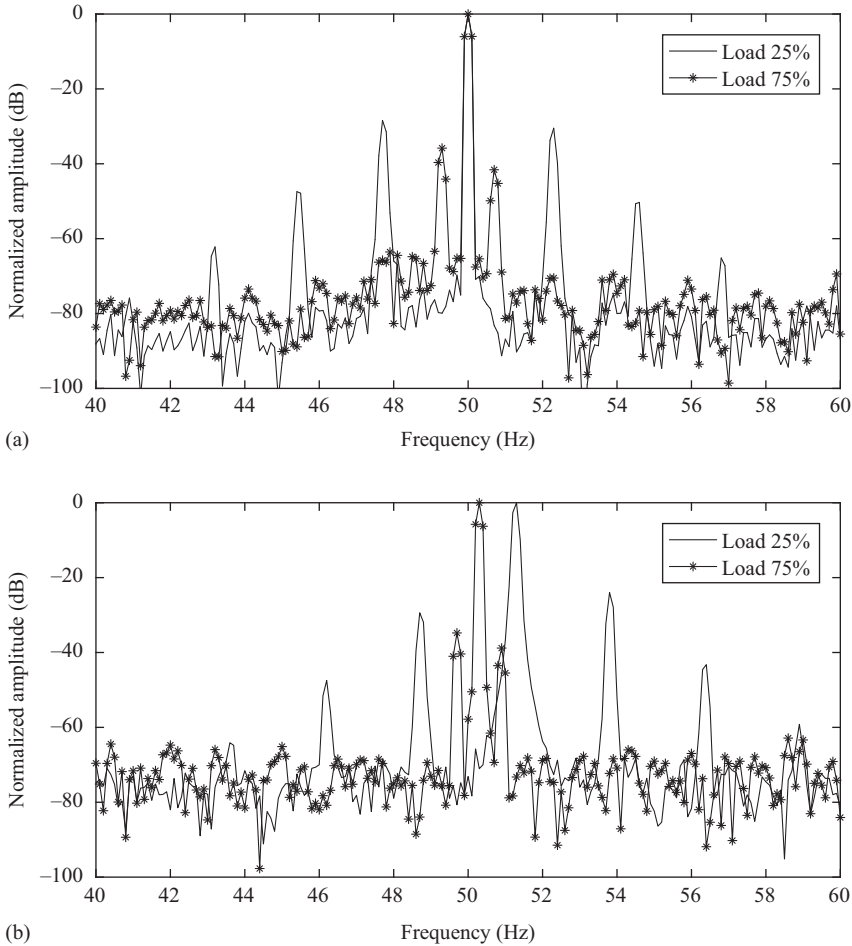 0
−20
−40
−60
−80
−100
Normalized amplitude (dB)
Load 25%
Load 75%
40 42 44 46 48 50 52 54 56 58 60
(a)
Frequency (Hz)
0
−20
−40
−60
−80
−100
Normalized amplitude (dB)
Load 25%
Load 75%
40 42 44 46 48 50 52 54 56 58 60
(b)
Frequency (Hz)